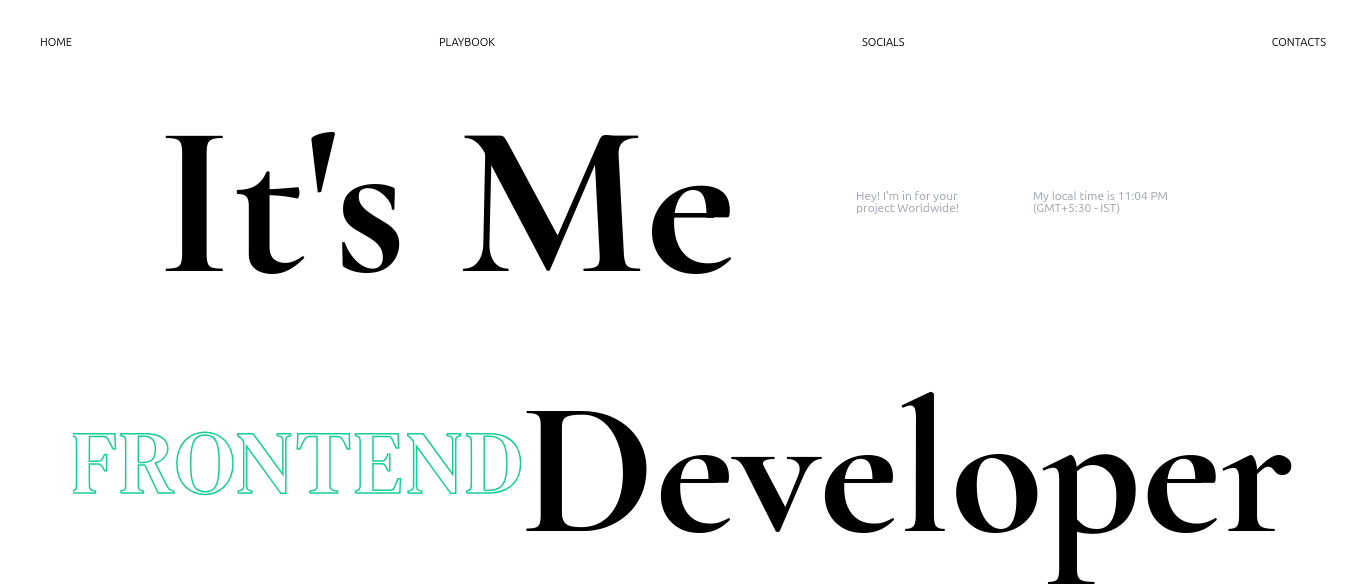 HOME
PLAYBOOK
SOCIALS
CONTACTS
It's Me
Hey! I'm in for your
project Worldwide!
My local time is 11:04 PM
(GMT+5:30 - IST)
FRONTEND
Developer